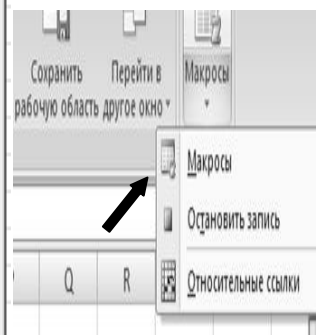 Сохранить
рабочую область
Перейти в
другое окно
Макросы
Макросы
Остановить запись
Относительные ссылки
Q
R